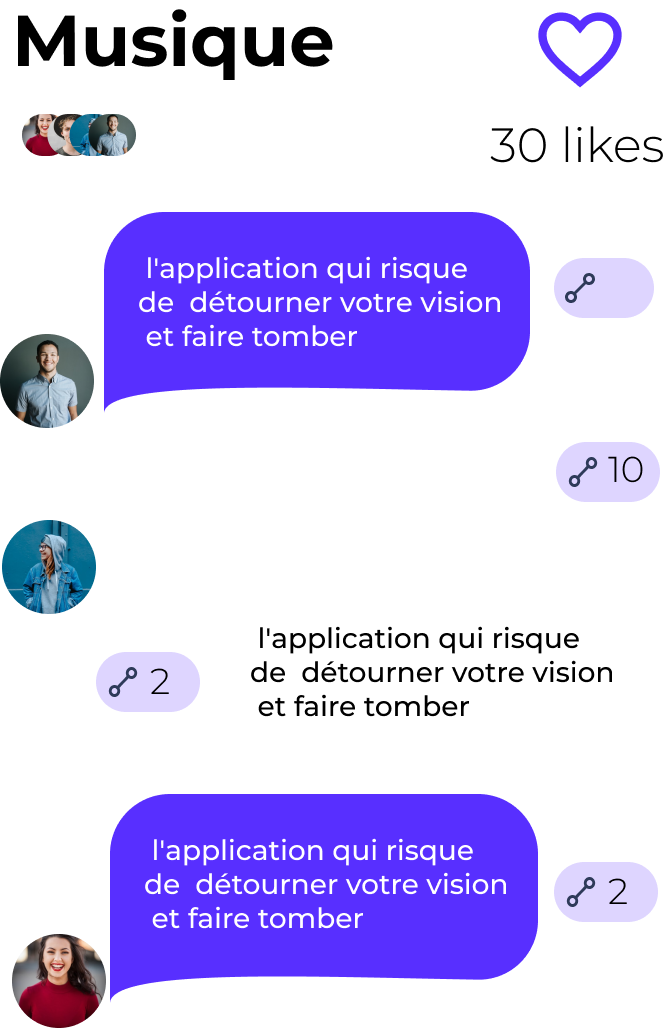 Musique
30 likes
l'application qui risque
de détourner votre vision
et faire tomber
10
l'application qui risque
de détourner votre vision
et faire tomber
2
l'application qui risque
de détourner votre vision
et faire tomber
2